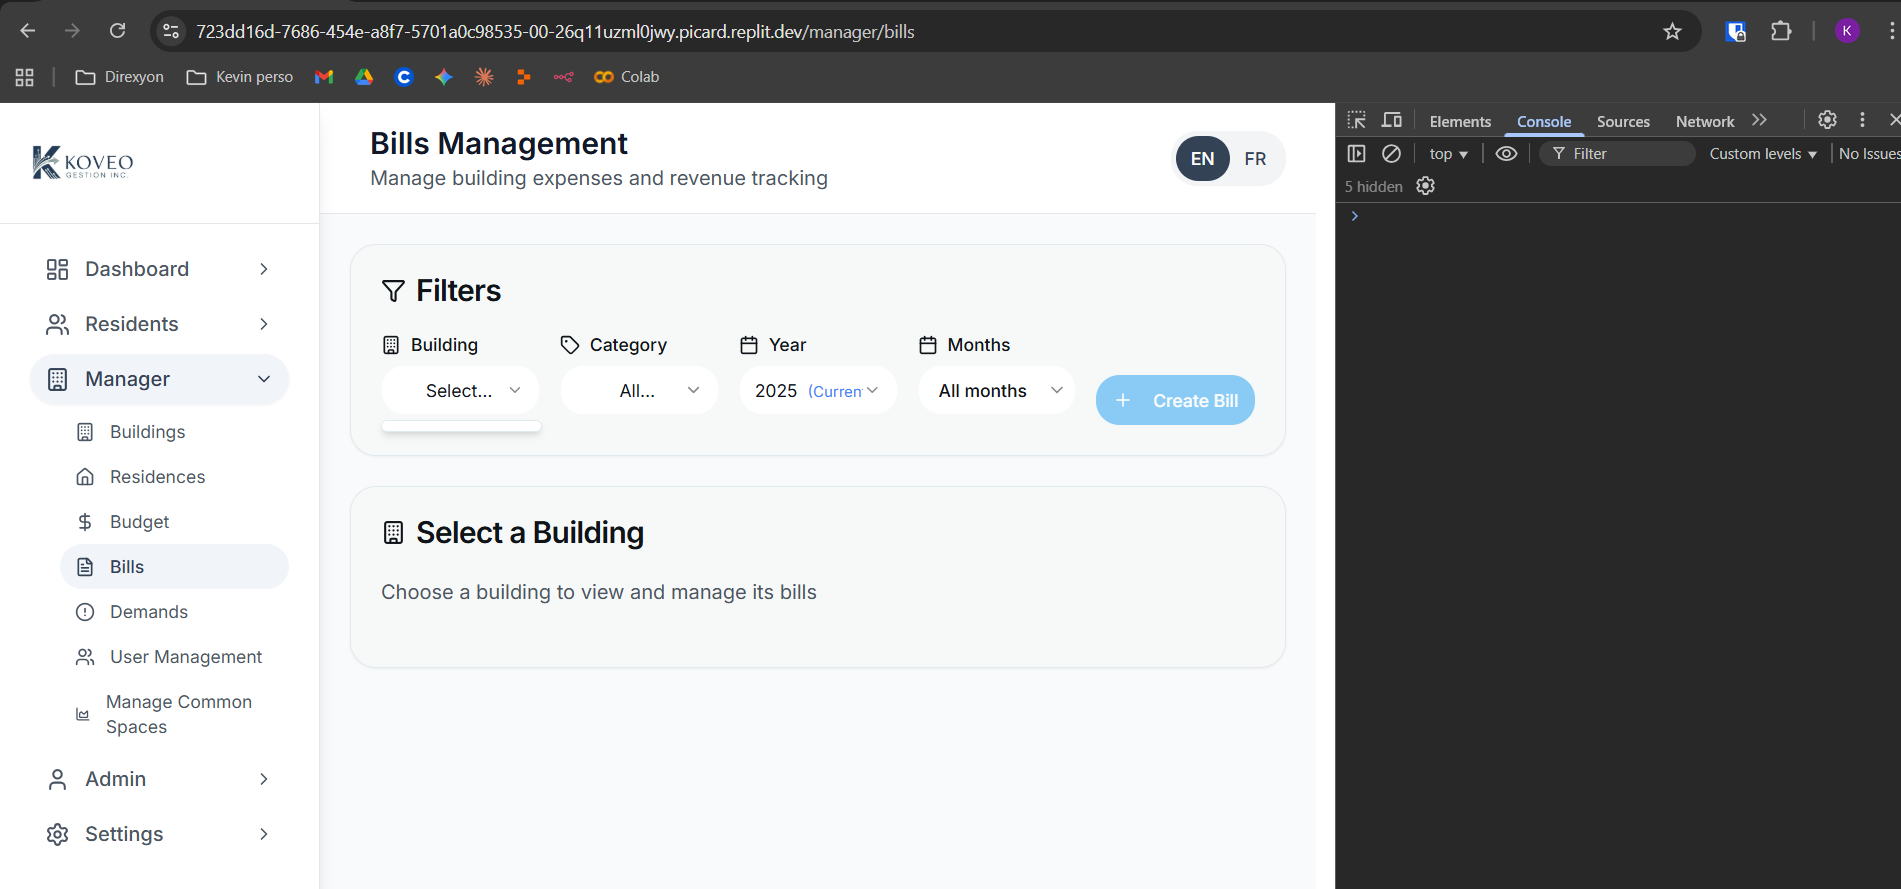 723dd16d-7686-454e-a8f7-5701a0c98535-00-26q11uzml0jwy.picard.replit.dev/manager/bills
K
Direxyon
Kevin perso
Colab
KOVEO
GESTION INC.
Dashboard
Residents
Manager
Buildings
Residences
Budget
Bills
Demands
User Management
Manage Common
Spaces
Admin
Settings
Bills Management
Manage building expenses and revenue tracking
EN FR
Filters
Building Category Year Months
Select... All... 2025 (Curren All months
Create Bill
Select a Building
Choose a building to view and manage its bills
Elements Console Sources Network
top Filter Custom levels No Issues
5 hidden